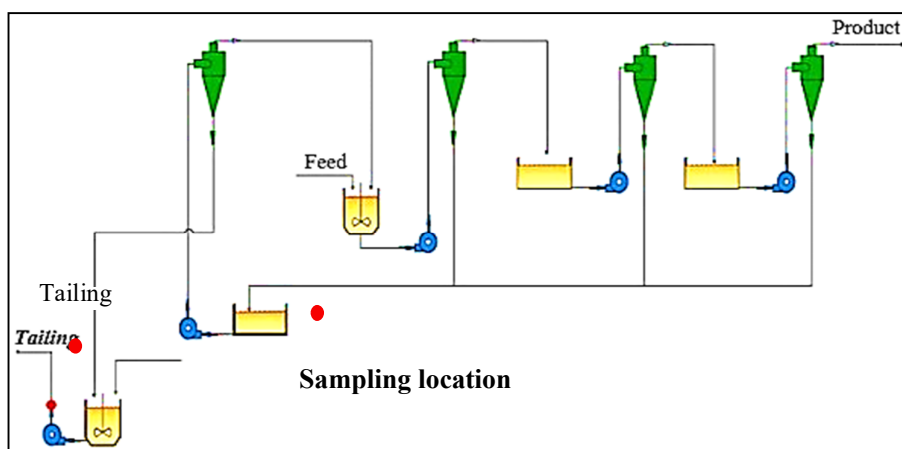 Product
Feed
Tailing
Tailing
Sampling location